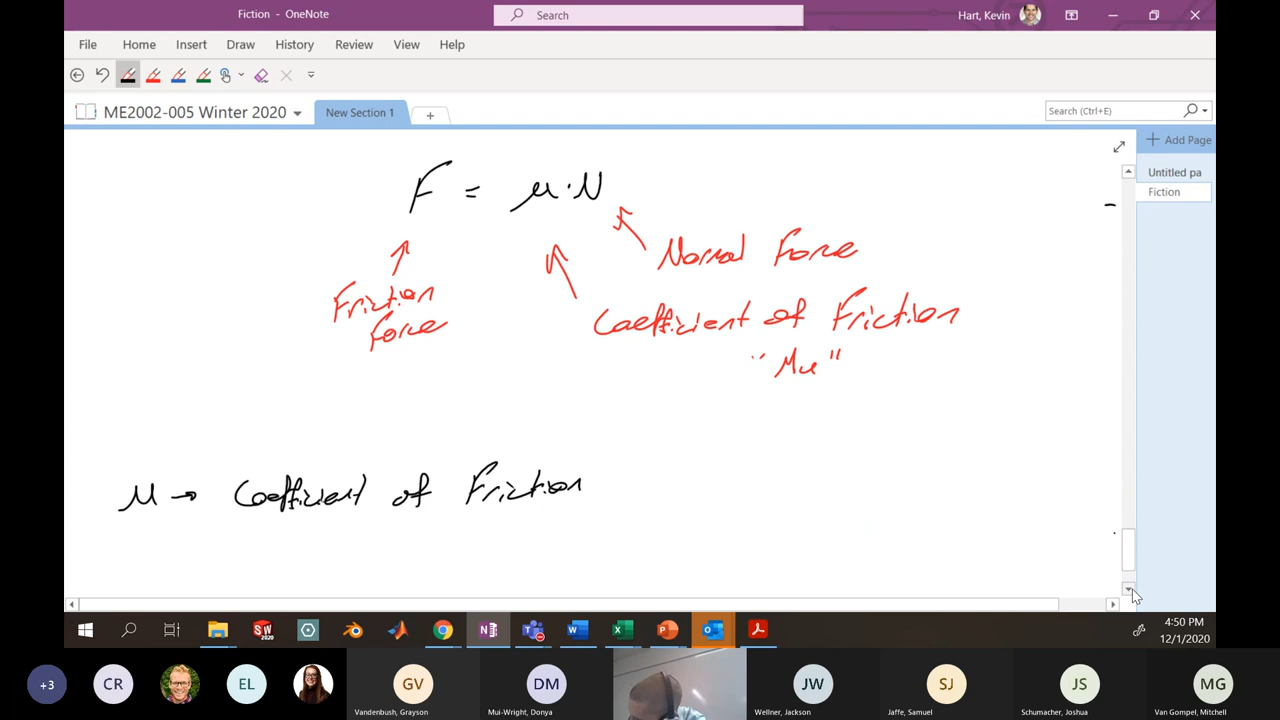 Fiction - OneNote
Search
Hart, Kevin
File Home Insert Draw History Review View Help
ME2002-005 Winter 2020
New Section 1
+
Search (Ctrl+E)
+ Add Page
Untitled pa
Fiction
F = μ·N
Normal Force
Friction
Force
Coefficient of Friction
"Mu"
μ → Coefficient of Friction
4:50 PM
12/1/2020
+3
CR
EL
GV
Vandenbush, Grayson
DM
Mui-Wright, Donya
JW
Wellner, Jackson
SJ
Jaffe, Samuel
JS
Schumacher, Joshua
MG
Van Gompel, Mitchell